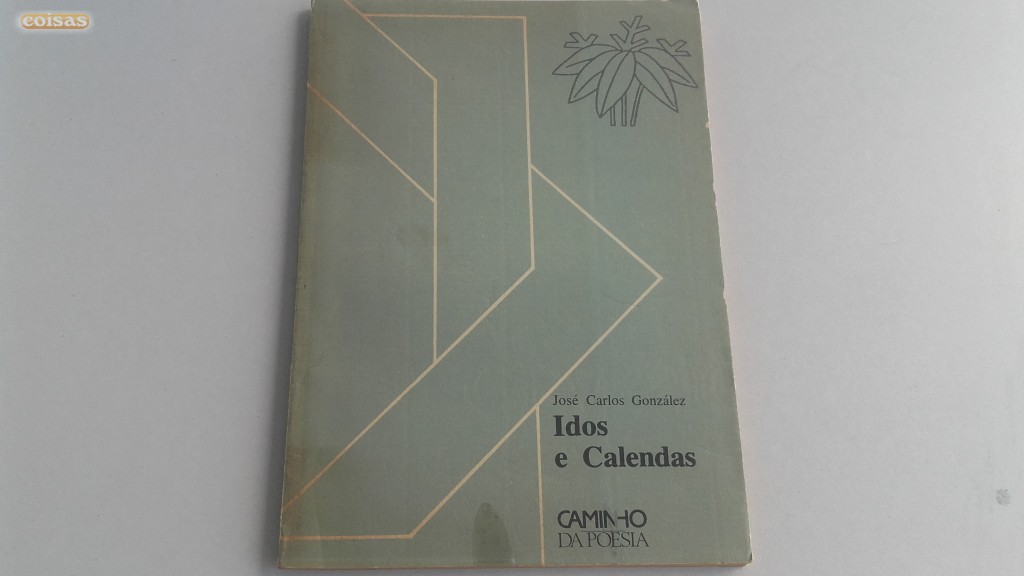 coisas
José Carlos González
Idos
e Calendas
CAMINHO
DA POESIA